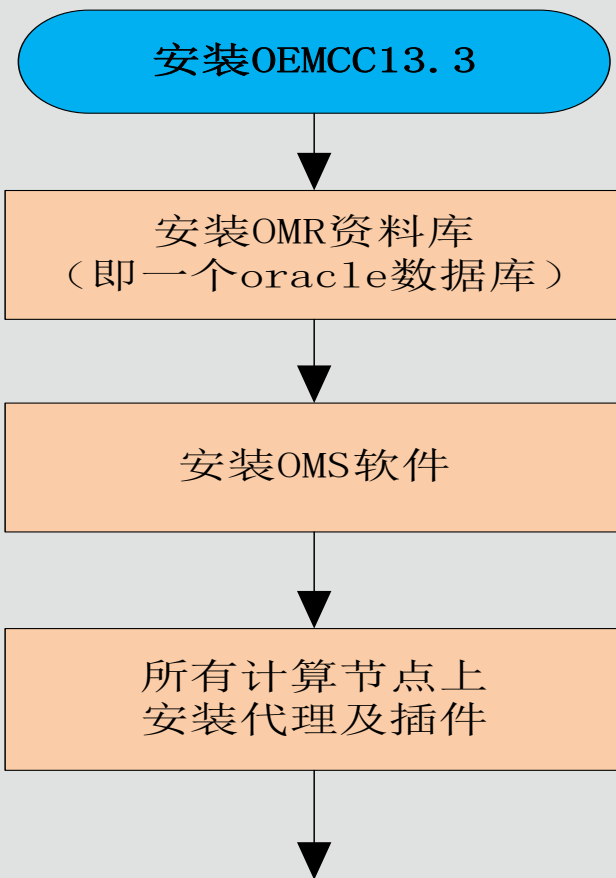 安装OEMCC13.3
安装OMR资料库
（即一个oracle数据库）
安装OMS软件
所有计算节点上
安装代理及插件